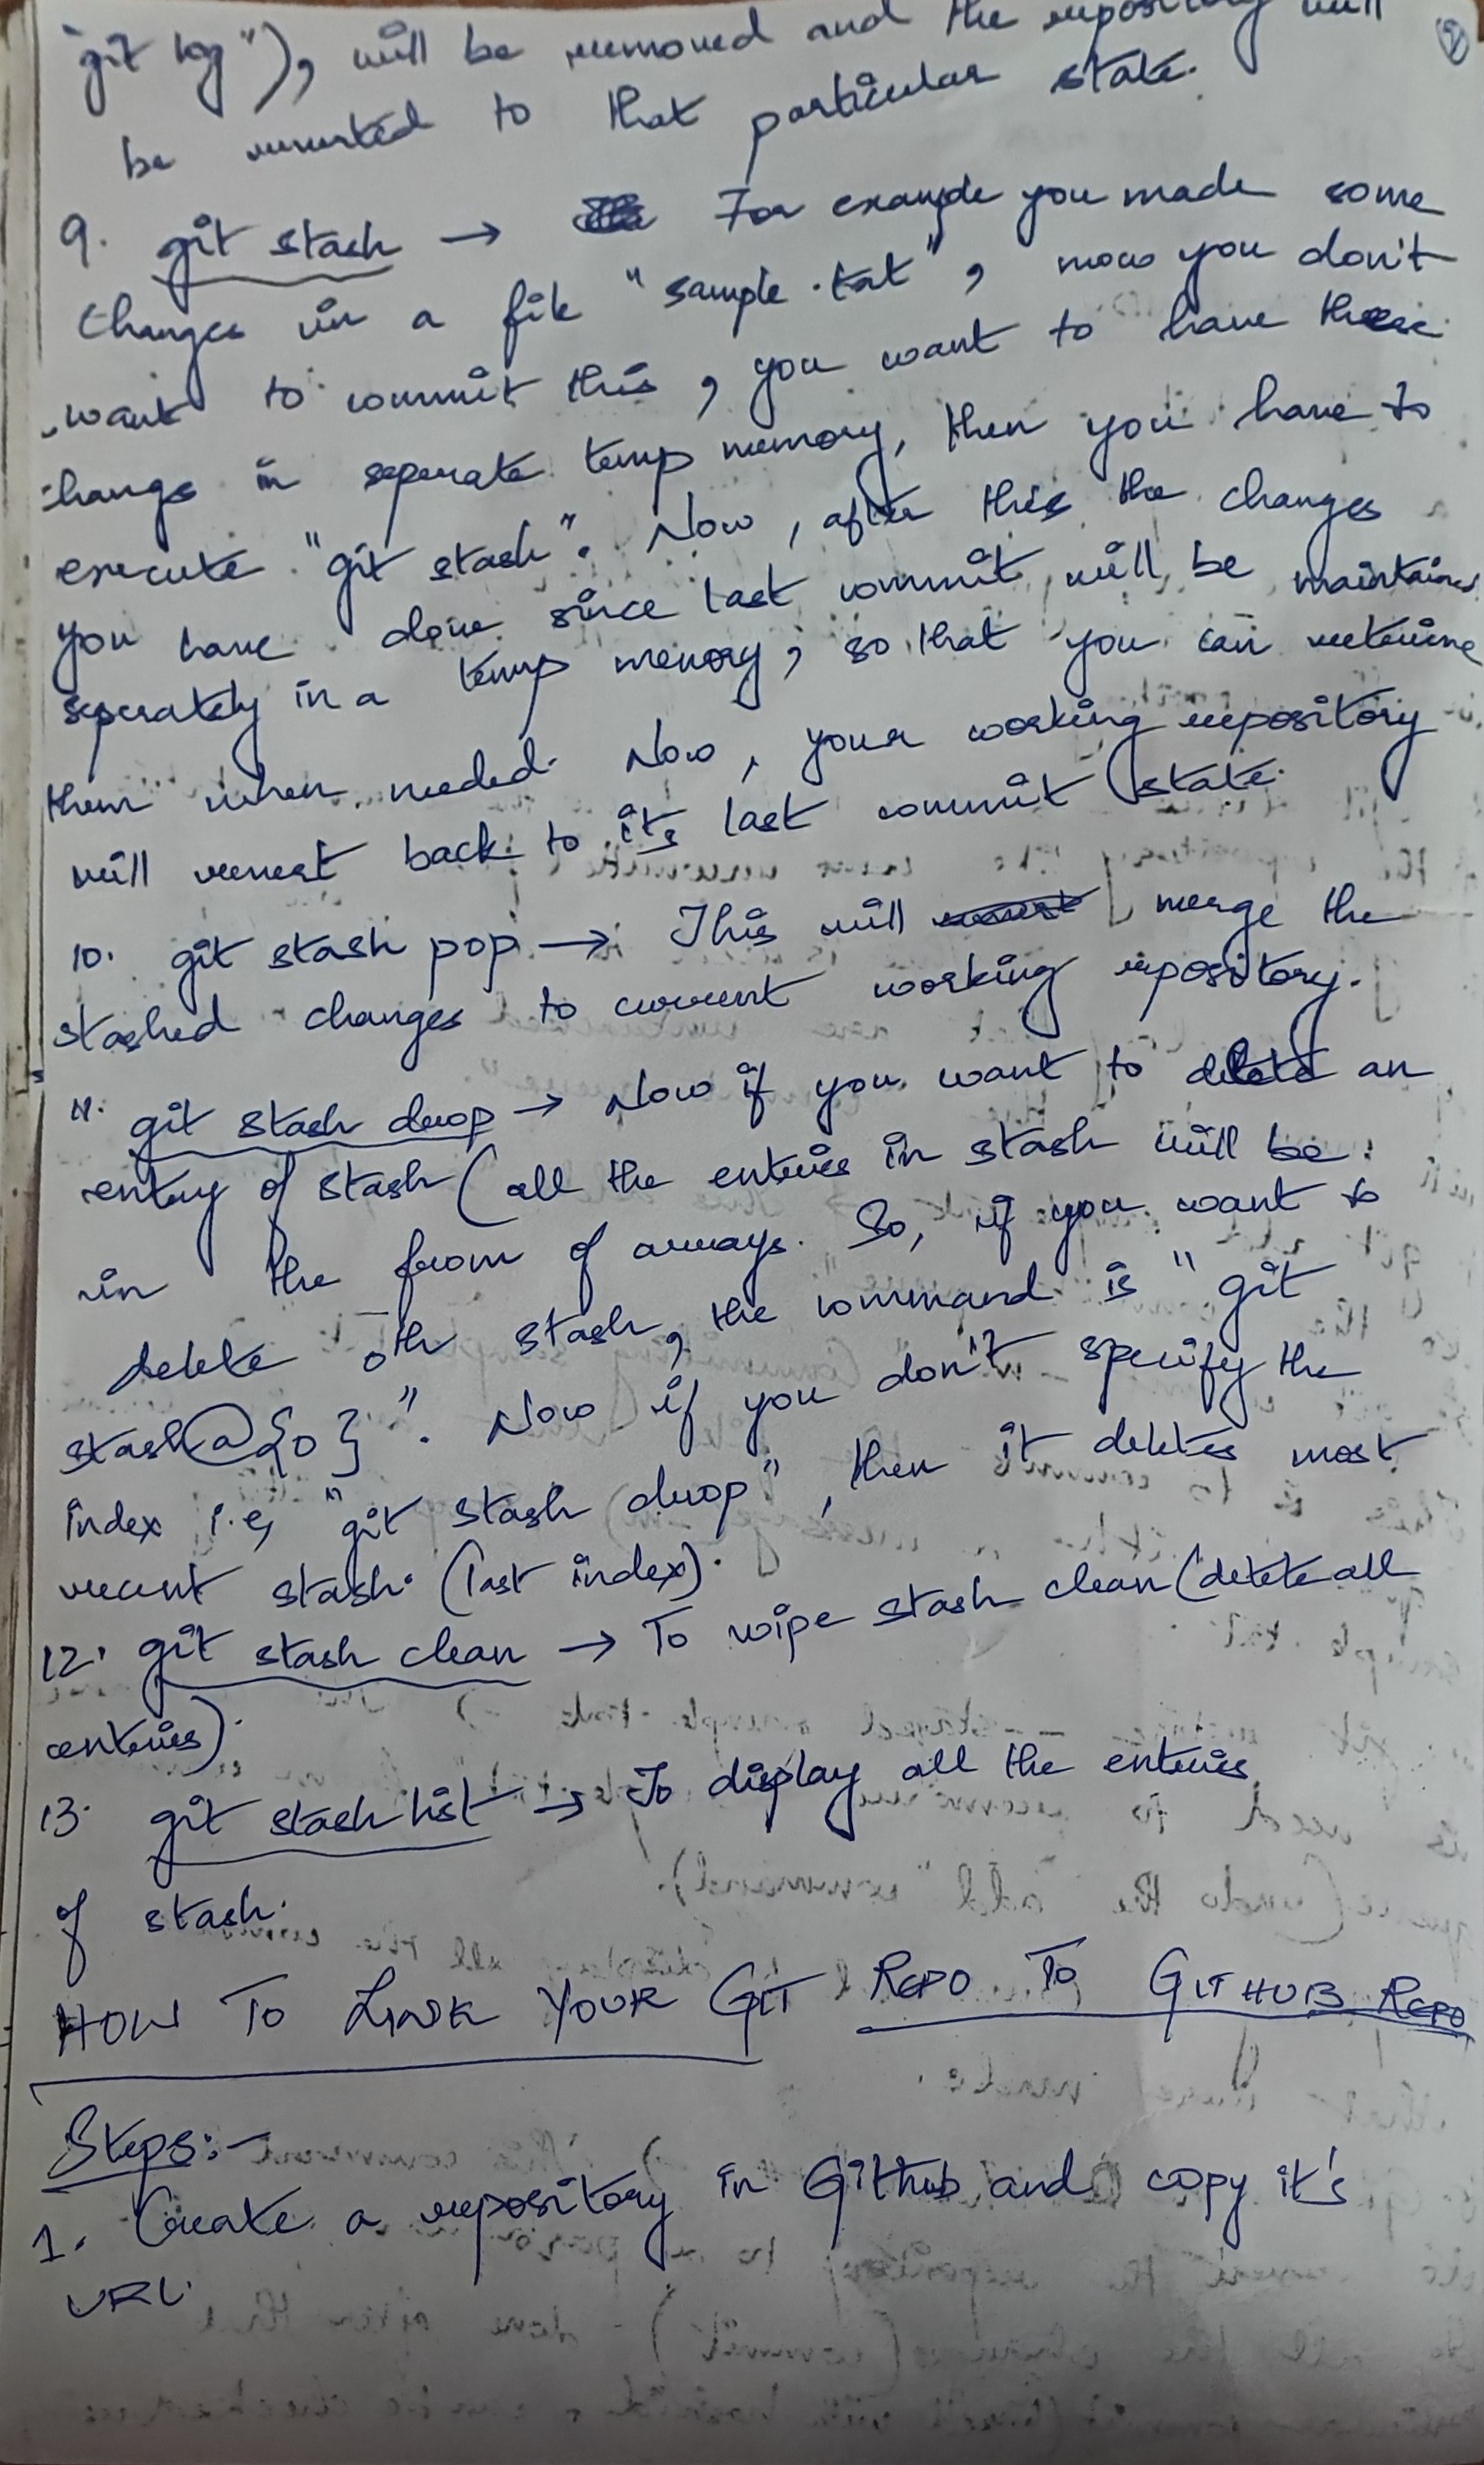 "git log"), will be removed and the repository will
be reverted to that particular state.
9. git stash → For example you made some
changes in a file "sample.txt", now you don't
want to commit this, you want to have these
changes in seperate temp memory, then you have to
execute "git stash". Now, after this the changes
you have done since last commit will be maintained
seperately in a temp memory, so that you can reterive
them when needed. Now, your working repository
will revert back to its last commit state.
10. git stash pop → This will merge the
stashed changes to current working repository.
11. git stash drop → Now if you want to delete an
entry of stash (all the enteries in stash will be
in the from of arrays. So, if you want to
delete 0th stash, the command is "git
stash@{0}". Now if you don't specify the
index i.e, "git stash drop", then it deletes most
recent stash. (last index).
12. git stash clean → To wipe stash clean (delete all
enteries).
13. git stash list → To display all the enteries
of stash.
HOW TO LINK YOUR GIT REPO TO GITHUB REPO
Steps:-
1. Create a repository in Github and copy it's
URL.